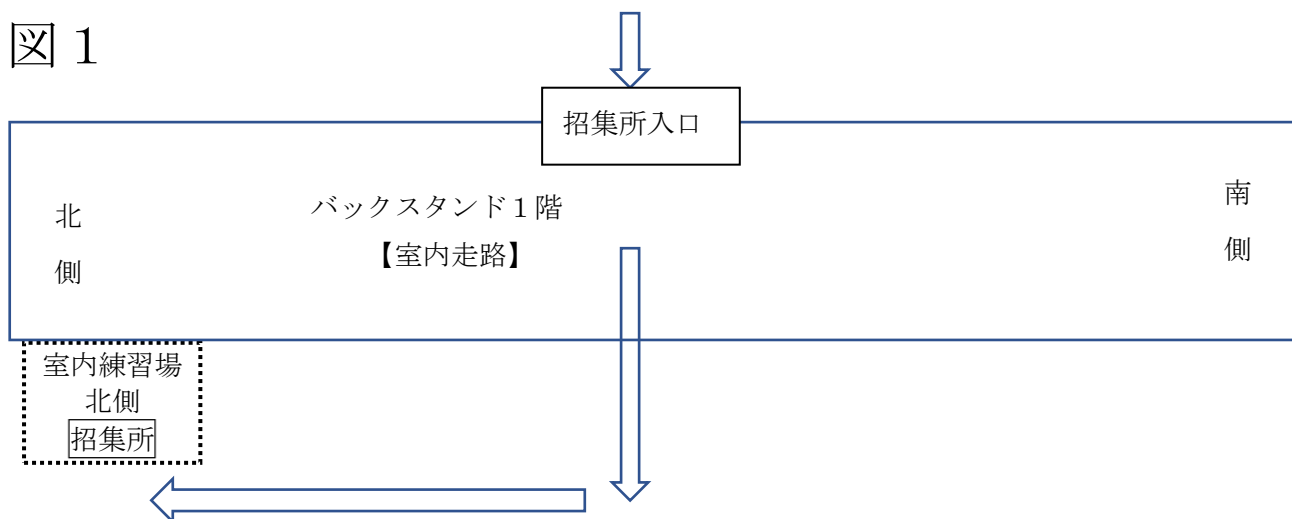 図１
招集所入口
北側
バックスタンド１階
【室内走路】
南側
室内練習場
北側
招集所